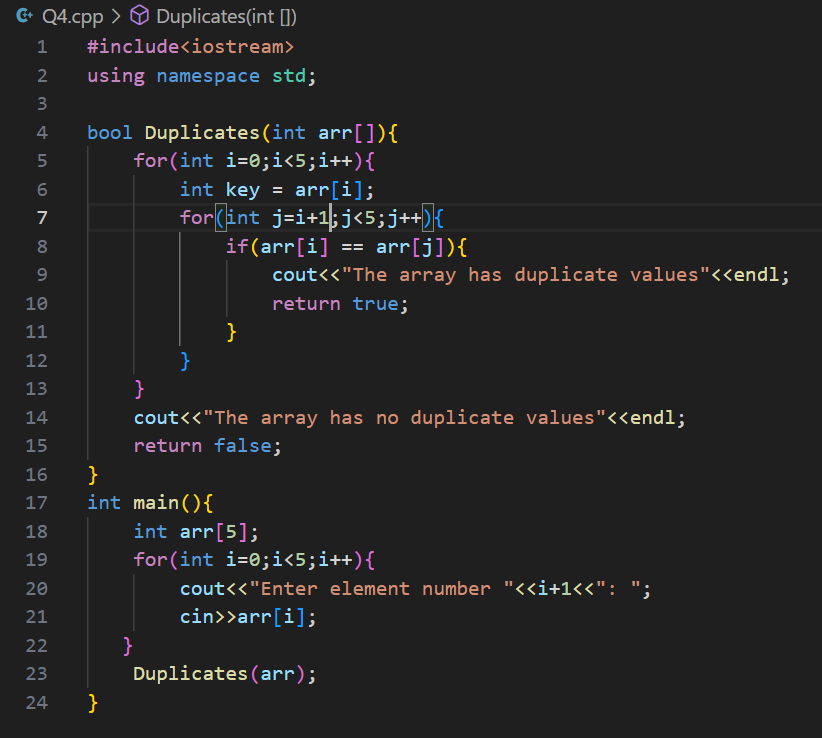 Q4.cpp > Duplicates(int [])
1 #include<iostream>
2 using namespace std;
3
4 bool Duplicates(int arr[]){
5     for(int i=0;i<5;i++){
6         int key = arr[i];
7         for(int j=i+1;j<5;j++){
8             if(arr[i] == arr[j]){
9                 cout<<"The array has duplicate values"<<endl;
10                 return true;
11             }
12         }
13     }
14     cout<<"The array has no duplicate values"<<endl;
15     return false;
16 }
17 int main(){
18     int arr[5];
19     for(int i=0;i<5;i++){
20         cout<<"Enter element number "<<i+1<<": ";
21         cin>>arr[i];
22    }
23     Duplicates(arr);
24 }